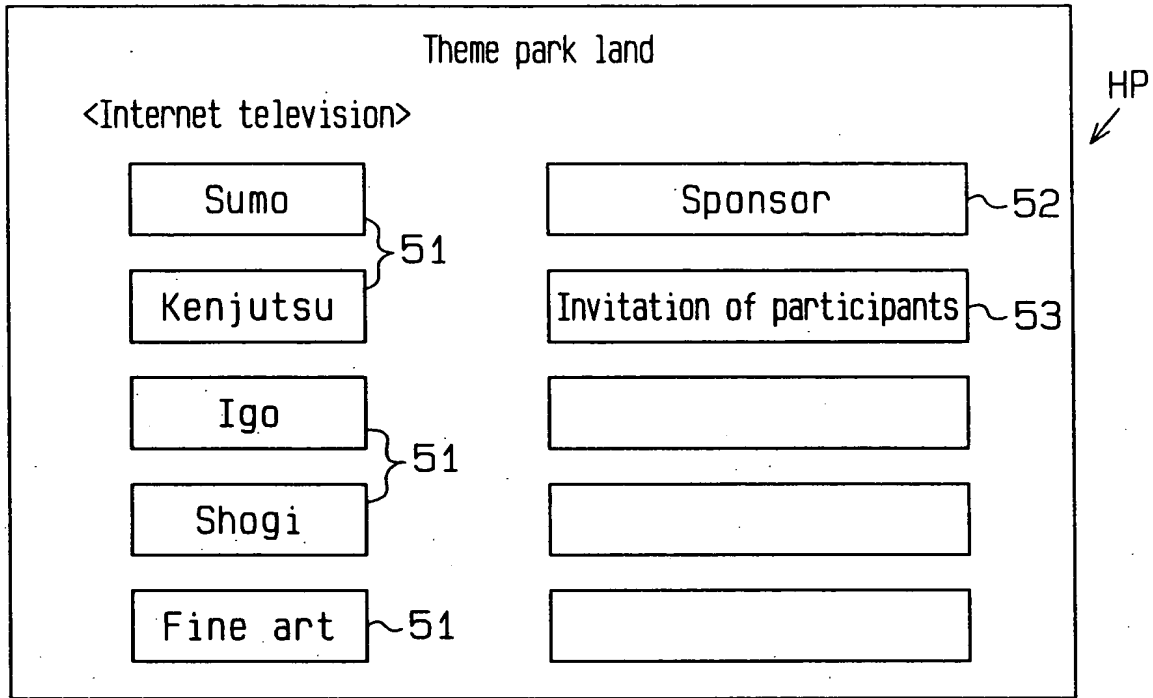 Theme park land
HP
<Internet television>
Sumo
Sponsor
52
51
Kenjutsu
Invitation of participants
53
Igo
51
Shogi
Fine art
51